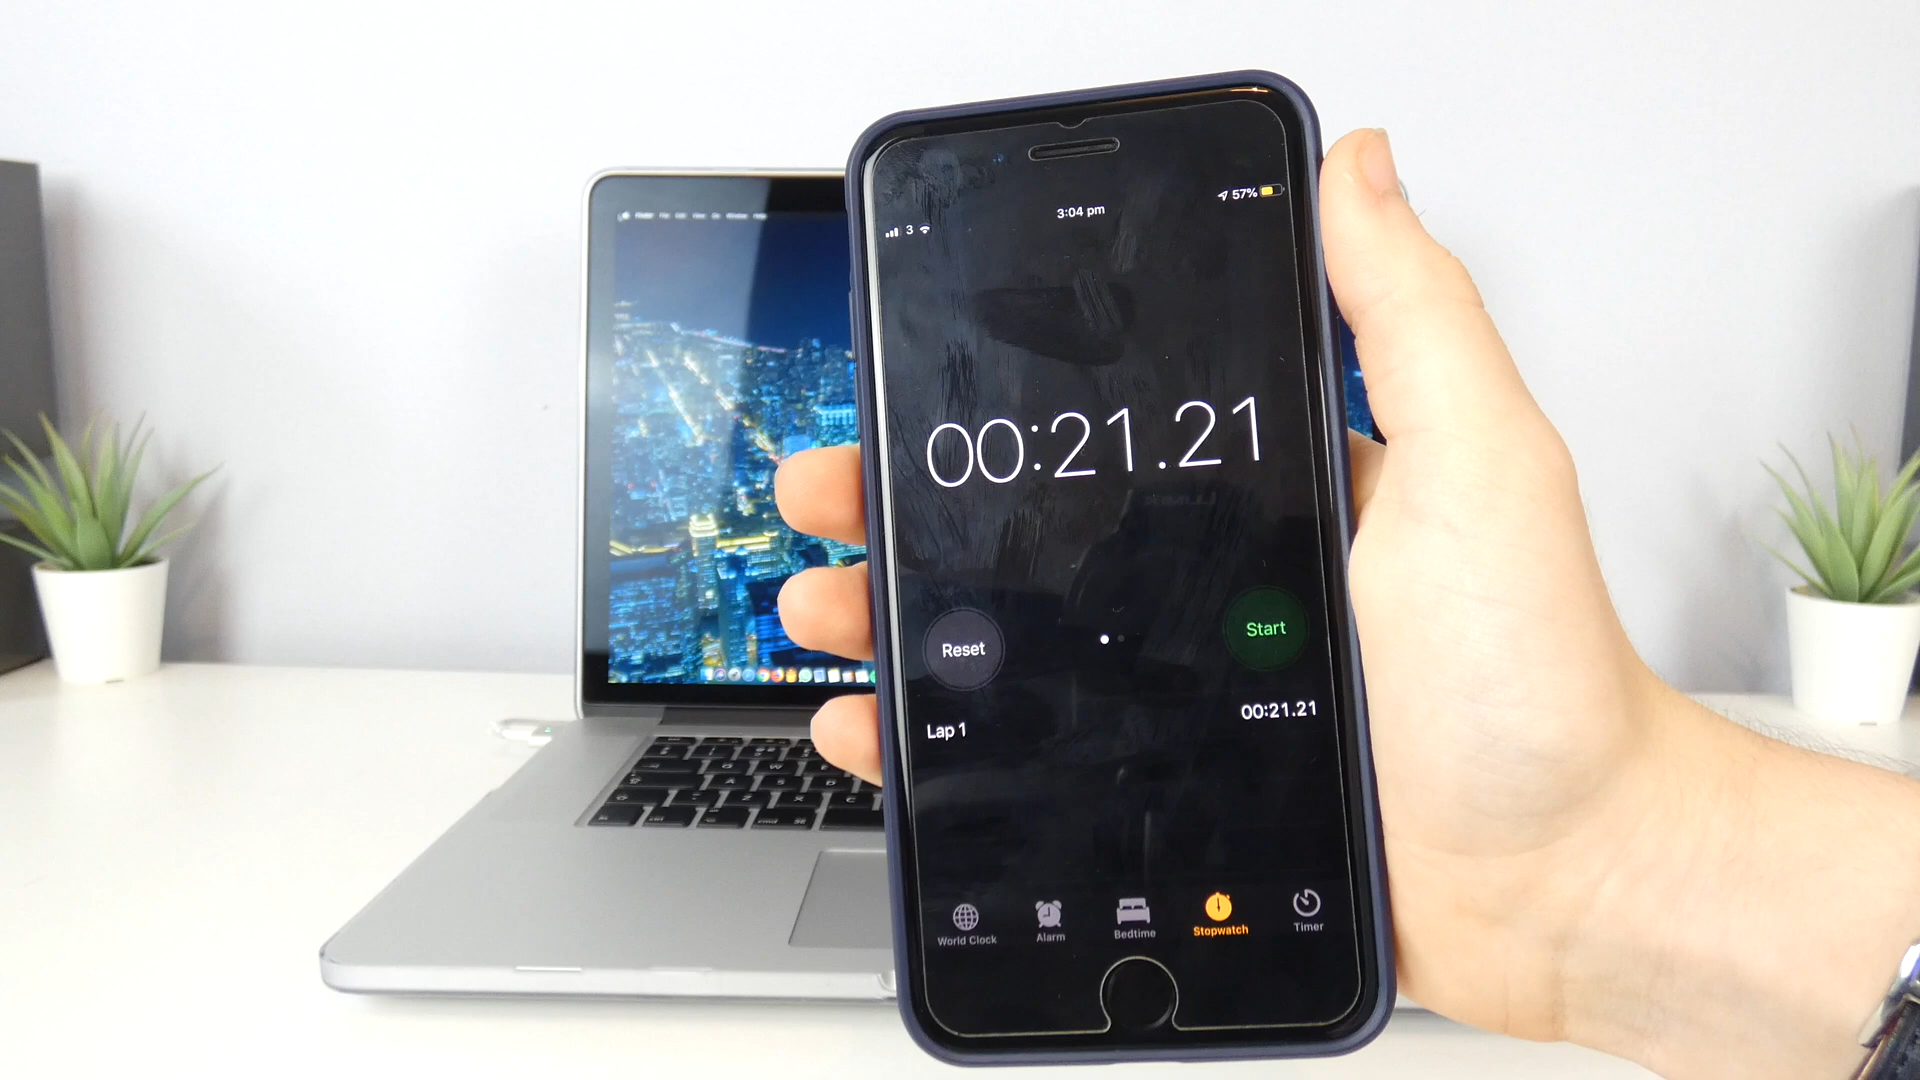 57%
3:04 pm
3
00:21.21
Reset
Start
Lap 1
00:21.21
World Clock
Alarm
Bedtime
Stopwatch
Timer